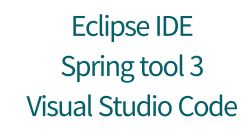 Eclipse IDE
Spring tool 3
Visual Studio Code